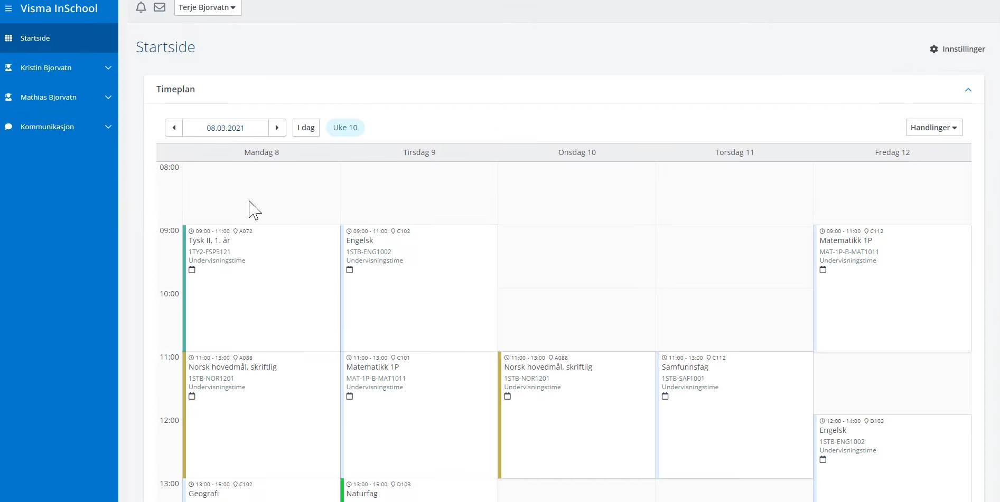 Visma InSchool
Terje Bjorvatn
Startside
Kristin Bjorvatn
Mathias Bjorvatn
Kommunikasjon
Startside
Innstillinger
Timeplan
08.03.2021
I dag
Uke 10
Handlinger
Mandag 8
Tirsdag 9
Onsdag 10
Torsdag 11
Fredag 12
08:00
09:00
09:00 - 11:00 A072
Tysk II, 1. år
1TY2-FSP5121
Undervisningstime
09:00 - 11:00 C102
Engelsk
1STB-ENG1002
Undervisningstime
09:00 - 11:00 C112
Matematikk 1P
MAT-1P-B-MAT1011
Undervisningstime
10:00
11:00
11:00 - 13:00 A088
Norsk hovedmål, skriftlig
1STB-NOR1201
Undervisningstime
11:00 - 13:00 C101
Matematikk 1P
MAT-1P-B-MAT1011
Undervisningstime
11:00 - 13:00 A088
Norsk hovedmål, skriftlig
1STB-NOR1201
Undervisningstime
11:00 - 13:00 C112
Samfunnsfag
1STB-SAF1001
Undervisningstime
12:00
12:00 - 14:00 D103
Engelsk
1STB-ENG1002
Undervisningstime
13:00
13:00 - 15:00 C102
Geografi
13:00 - 15:00 D103
Naturfag